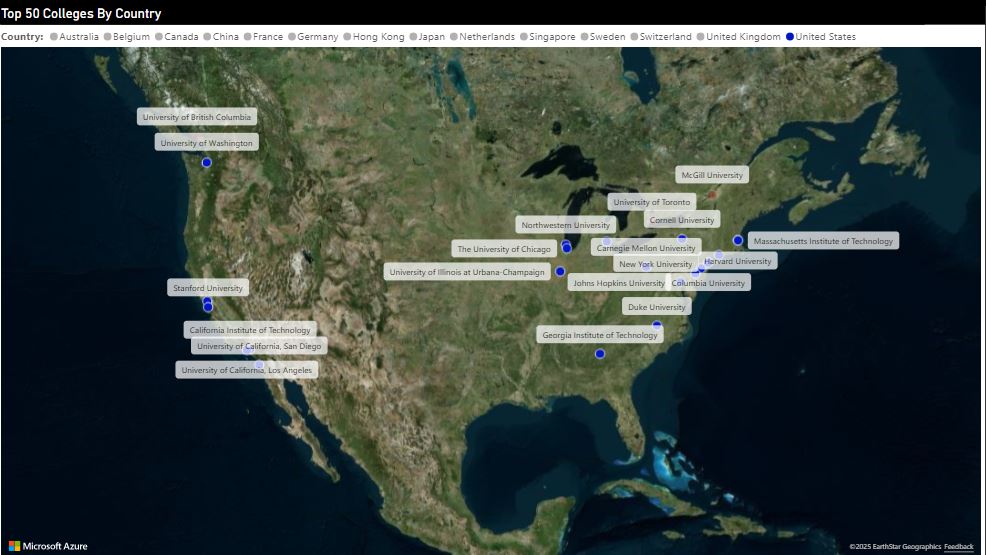 Top 50 Colleges By Country
Country: Australia Belgium Canada China France Germany Hong Kong Japan Netherlands Singapore Sweden Switzerland United Kingdom United States
University of British Columbia
University of Washington
McGill University
University of Toronto
Cornell University
Northwestern University
Massachusetts Institute of Technology
The University of Chicago
Carnegie Mellon University
New York University
Harvard University
University of Illinois at Urbana-Champaign
Johns Hopkins University
Columbia University
Stanford University
Duke University
California Institute of Technology
Georgia Institute of Technology
University of California, San Diego
University of California, Los Angeles
Microsoft Azure
©2025 EarthStar Geographics Feedback